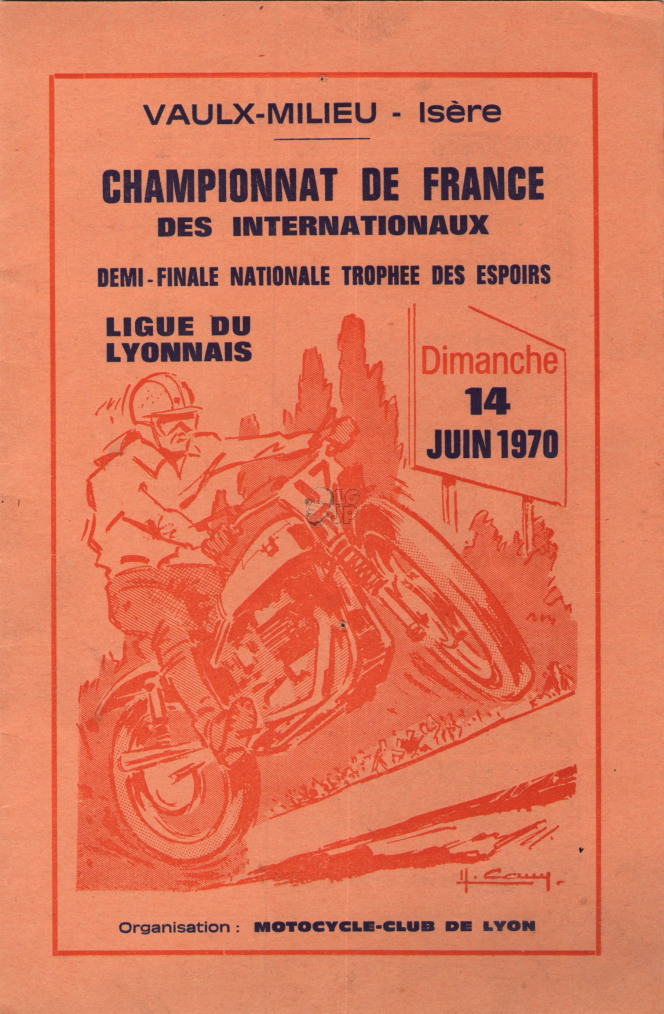 VAULX-MILIEU - Isère
CHAMPIONNAT DE FRANCE
DES INTERNATIONAUX
DEMI-FINALE NATIONALE TROPHEE DES ESPOIRS
LIGUE DU
LYONNAIS
Dimanche
14
JUIN 1970
Organisation : MOTOCYCLE-CLUB DE LYON